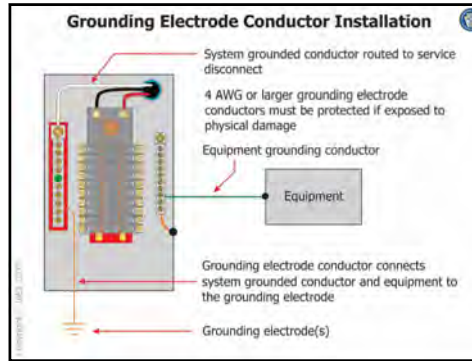 Grounding Electrode Conductor Installation
System grounded conductor routed to service
disconnect
4 AWG or larger grounding electrode
conductors must be protected if exposed to
physical damage
Equipment grounding conductor
Equipment
Grounding electrode conductor connects
system grounded conductor and equipment to
the grounding electrode
Grounding electrode(s)